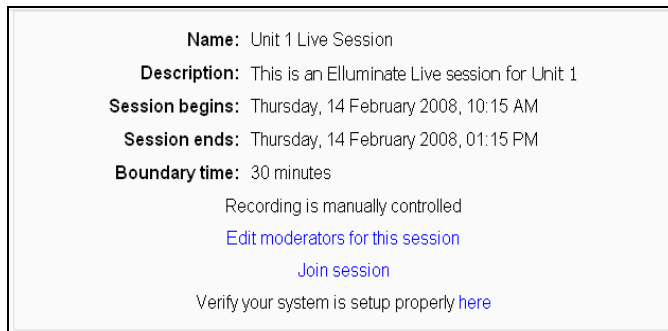 Name: Unit 1 Live Session
Description: This is an Elluminate Live session for Unit 1
Session begins: Thursday, 14 February 2008, 10:15 AM
Session ends: Thursday, 14 February 2008, 01:15 PM
Boundary time: 30 minutes
Recording is manually controlled
Edit moderators for this session
Join session
Verify your system is setup properly here